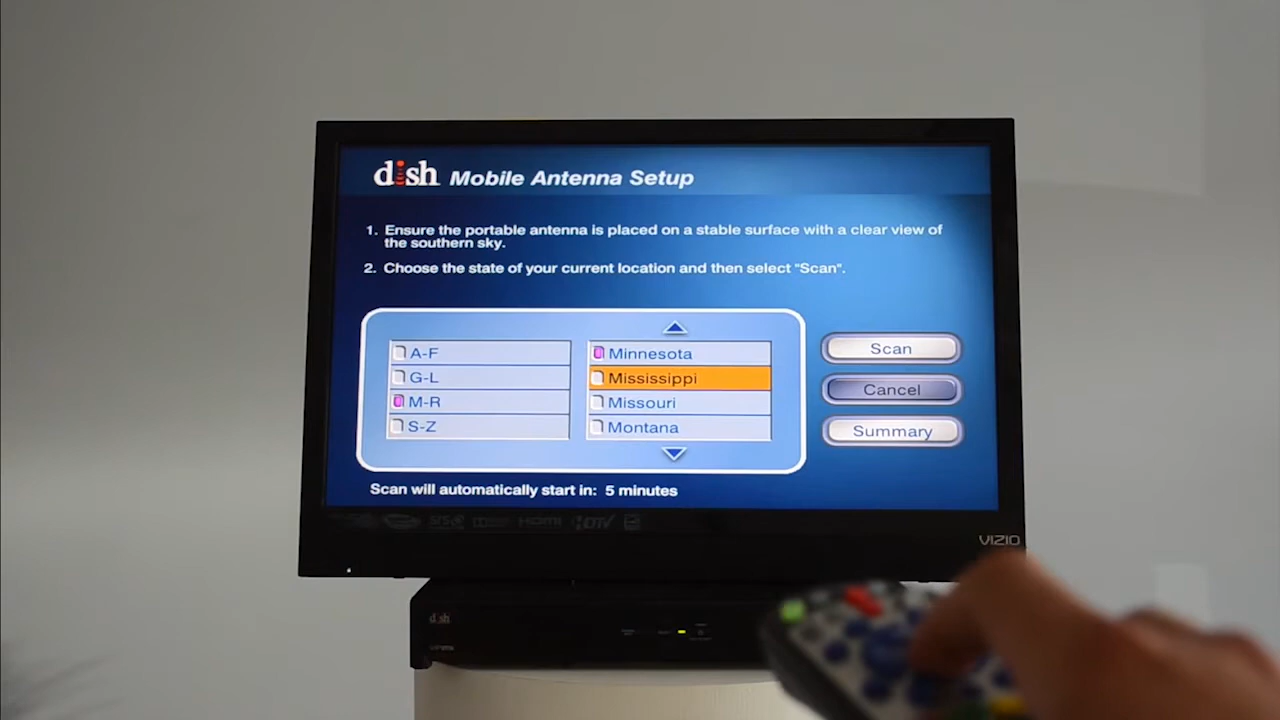 dish Mobile Antenna Setup
1. Ensure the portable antenna is placed on a stable surface with a clear view of
the southern sky.
2. Choose the state of your current location and then select "Scan".
A-F
G-L
M-R
S-Z
Minnesota
Mississippi
Missouri
Montana
Scan
Cancel
Summary
Scan will automatically start in: 5 minutes
HDMI HDTV
VIZIO
dish